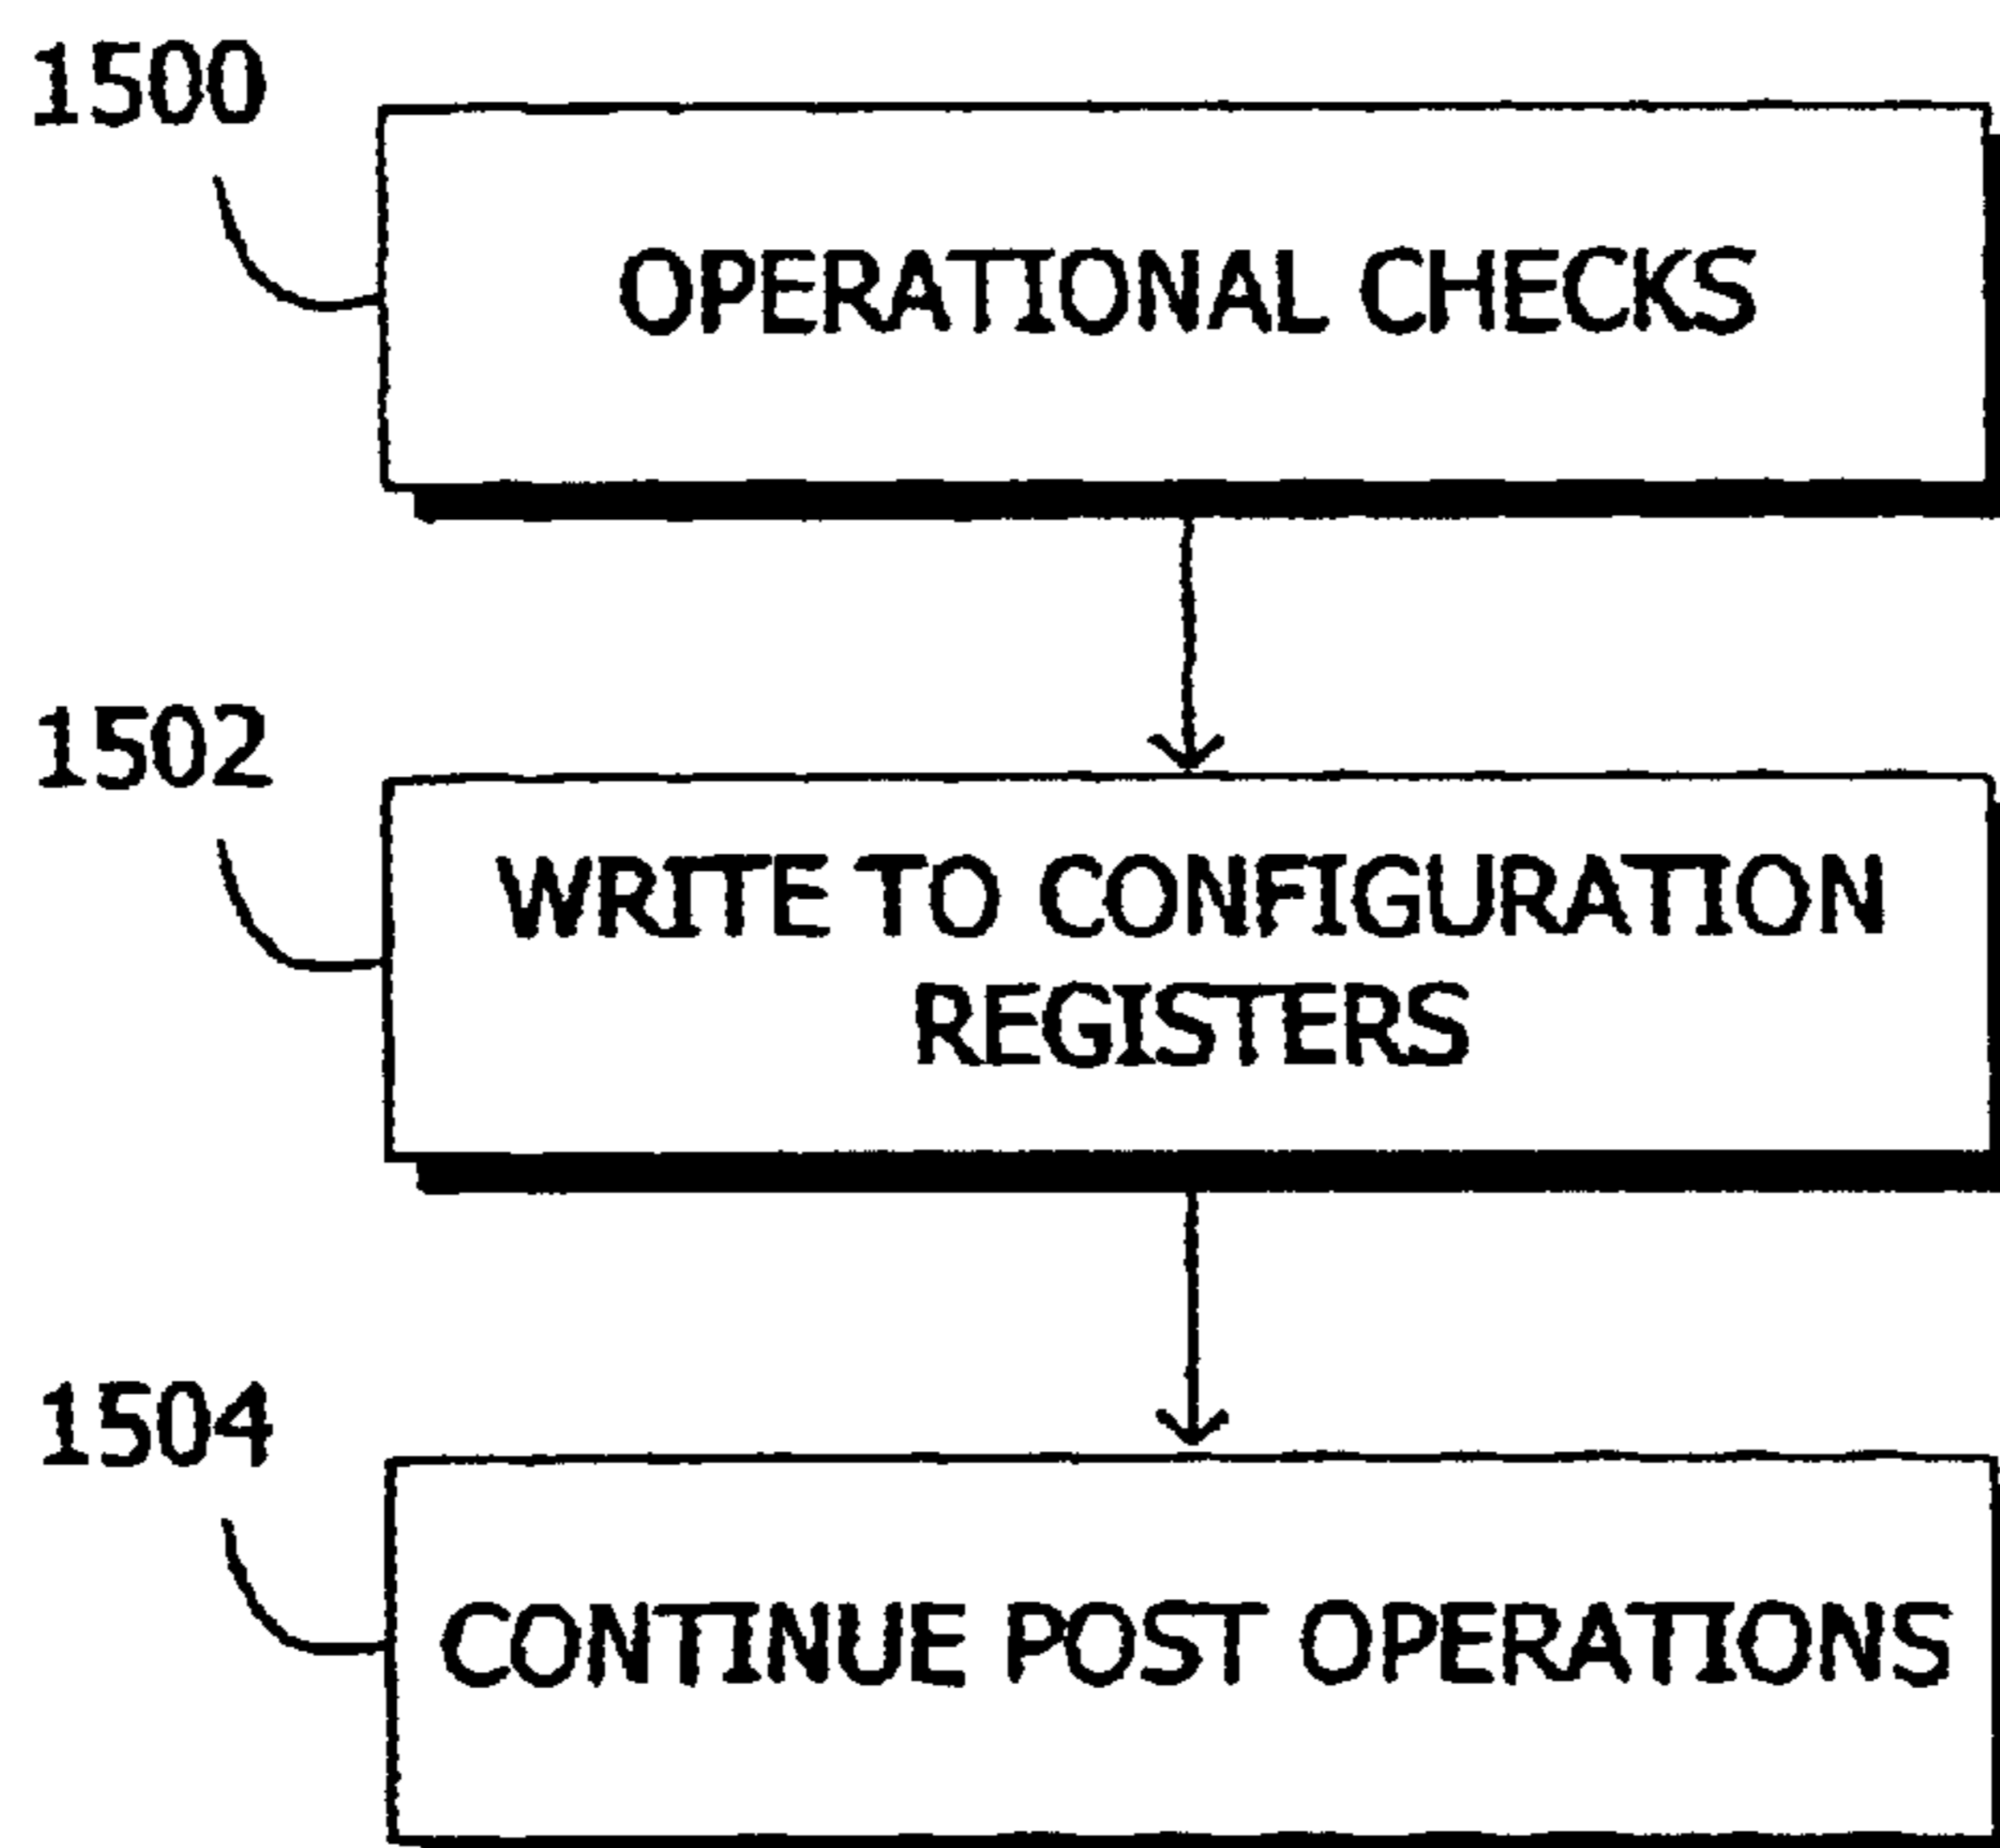 1500
OPERATIONAL CHECKS
1502
WRITE TO CONFIGURATION
REGISTERS
1504
CONTINUE POST OPERATIONS